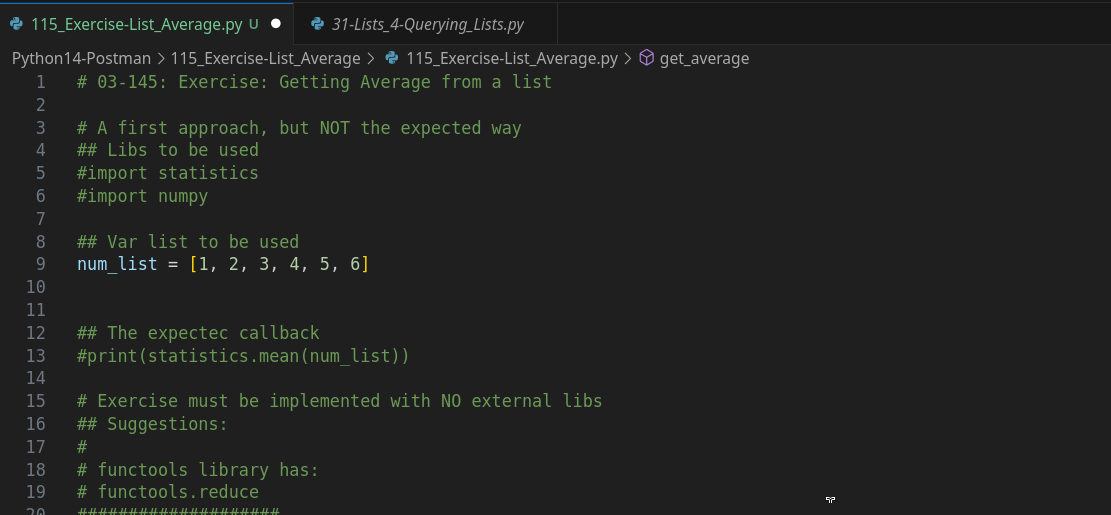 115_Exercise-List_Average.py U 31-Lists_4-Querying_Lists.py
Python14-Postman > 115_Exercise-List_Average > 115_Exercise-List_Average.py > get_average
1 # 03-145: Exercise: Getting Average from a list
2
3 # A first approach, but NOT the expected way
4 ## Libs to be used
5 #import statistics
6 #import numpy
7
8 ## Var list to be used
9 num_list = [1, 2, 3, 4, 5, 6]
10
11
12 ## The expectec callback
13 #print(statistics.mean(num_list))
14
15 # Exercise must be implemented with NO external libs
16 ## Suggestions:
17 #
18 # functools library has:
19 # functools.reduce
20 ####################